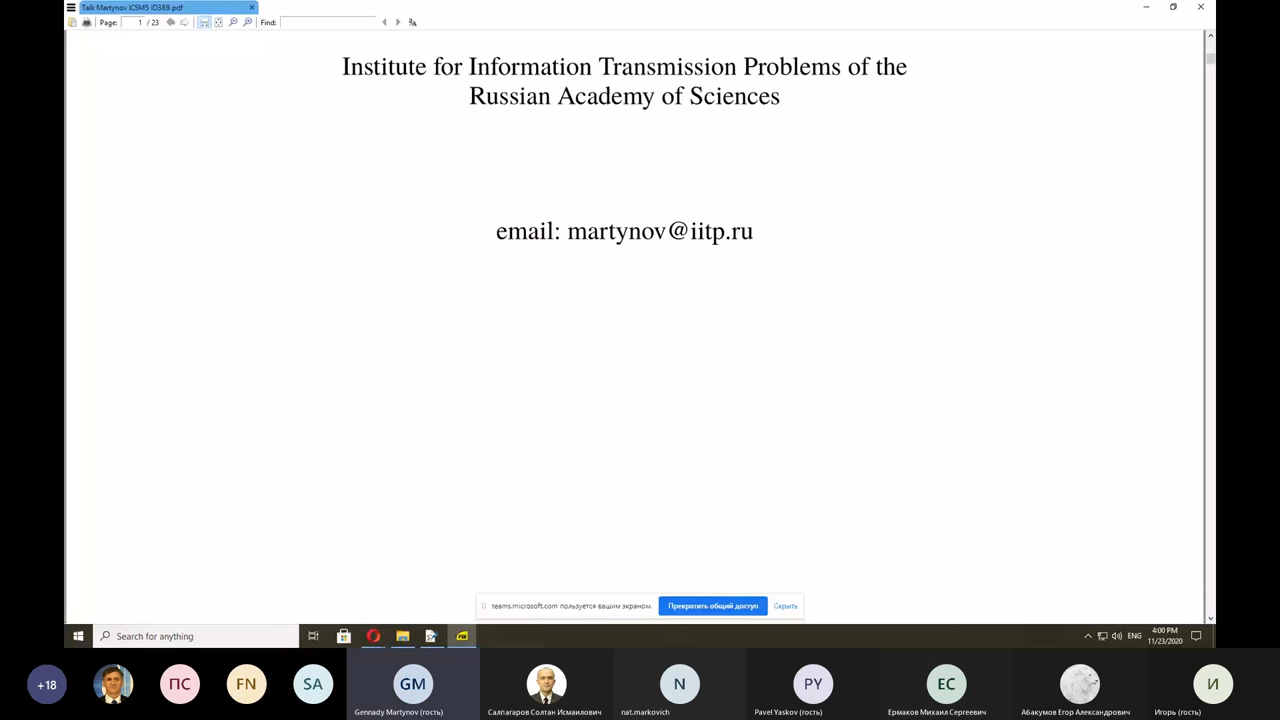 Talk Martynov ICSM5 ID389.pdf
Page: 1 / 23 Find:
Institute for Information Transmission Problems of the
Russian Academy of Sciences
email: martynov@iitp.ru
teams.microsoft.com пользуется вашим экраном. Прекратить общий доступ Скрыть
Search for anything
ENG
4:00 PM
11/23/2020
+18
ПС
FN
SA
GM
N
PY
EC
И
Gennady Martynov (гость)
Салпагаров Солтан Исмаилович
nat.markovich
Pavel Yaskov (гость)
Ермаков Михаил Сергеевич
Абакумов Егор Александрович
Игорь (гость)